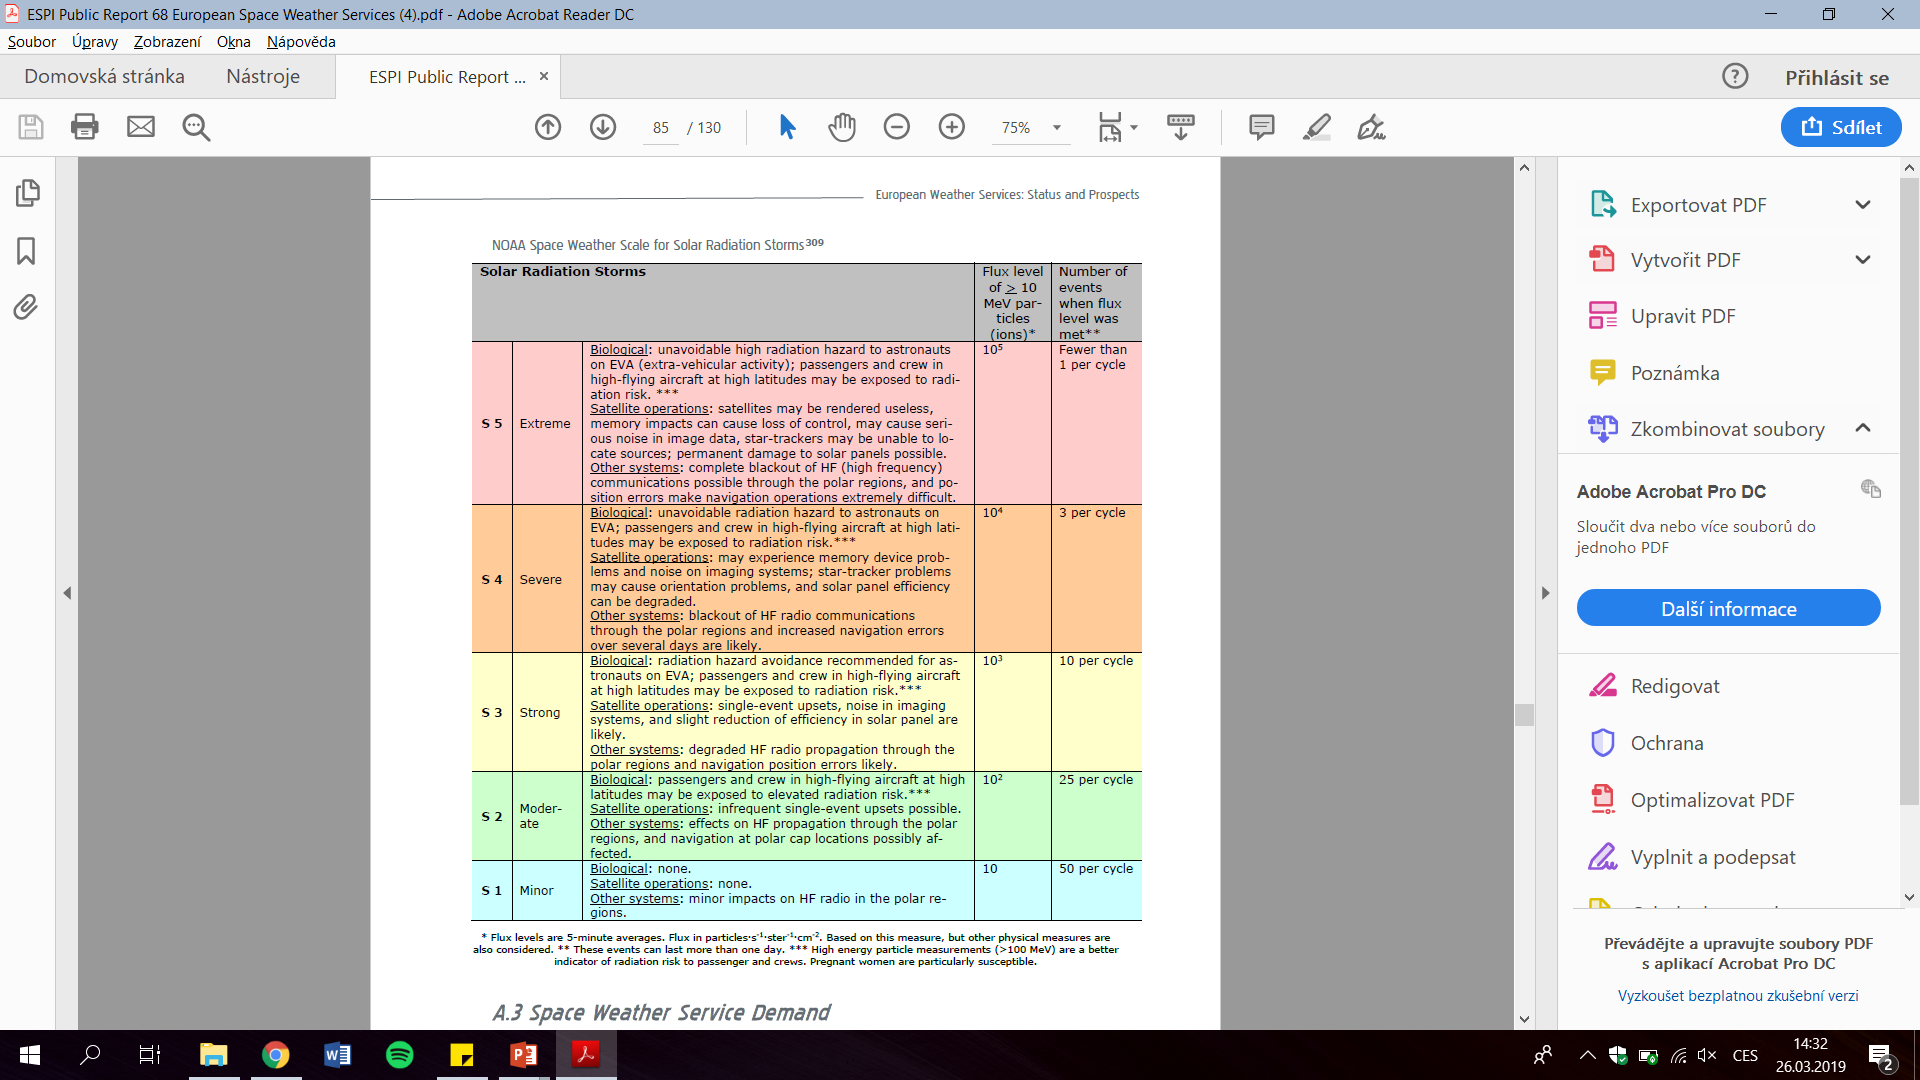 ESPI Public Report 68 European Space Weather Services (4).pdf - Adobe Acrobat Reader DC
Soubor Úpravy Zobrazení Okna Nápověda
Domovská stránka Nástroje ESPI Public Report ... × ? Přihlásit se
85 / 130 75% Sdílet
European Weather Services: Status and Prospects
NOAA Space Weather Scale for Solar Radiation Storms³⁰⁹
Solar Radiation Storms
Flux level
of > 10
MeV par-
ticles
(ions)*
Number of
events
when flux
level was
met**
S 5
Extreme
Biological: unavoidable high radiation hazard to astronauts
on EVA (extra-vehicular activity); passengers and crew in
high-flying aircraft at high latitudes may be exposed to radi-
ation risk. ***
Satellite operations: satellites may be rendered useless,
memory impacts can cause loss of control, may cause seri-
ous noise in image data, star-trackers may be unable to lo-
cate sources; permanent damage to solar panels possible.
Other systems: complete blackout of HF (high frequency)
communications possible through the polar regions, and po-
sition errors make navigation operations extremely difficult.
10⁵
Fewer than
1 per cycle
S 4
Severe
Biological: unavoidable radiation hazard to astronauts on
EVA; passengers and crew in high-flying aircraft at high lati-
tudes may be exposed to radiation risk.***
Satellite operations: may experience memory device prob-
lems and noise on imaging systems; star-tracker problems
may cause orientation problems, and solar panel efficiency
can be degraded.
Other systems: blackout of HF radio communications
through the polar regions and increased navigation errors
over several days are likely.
10⁴
3 per cycle
S 3
Strong
Biological: radiation hazard avoidance recommended for as-
tronauts on EVA; passengers and crew in high-flying aircraft
at high latitudes may be exposed to radiation risk.***
Satellite operations: single-event upsets, noise in imaging
systems, and slight reduction of efficiency in solar panel are
likely.
Other systems: degraded HF radio propagation through the
polar regions and navigation position errors likely.
10³
10 per cycle
S 2
Moder-
ate
Biological: passengers and crew in high-flying aircraft at high
latitudes may be exposed to elevated radiation risk.***
Satellite operations: infrequent single-event upsets possible.
Other systems: effects on HF propagation through the polar
regions, and navigation at polar cap locations possibly af-
fected.
10²
25 per cycle
S 1
Minor
Biological: none.
Satellite operations: none.
Other systems: minor impacts on HF radio in the polar re-
gions.
10
50 per cycle
* Flux levels are 5-minute averages. Flux in particles·s⁻¹·ster⁻¹·cm⁻². Based on this measure, but other physical measures are
also considered. ** These events can last more than one day. *** High energy particle measurements (>100 MeV) are a better
indicator of radiation risk to passenger and crews. Pregnant women are particularly susceptible.
A.3 Space Weather Service Demand
Exportovat PDF
Vytvořit PDF
Upravit PDF
Poznámka
Zkombinovat soubory
Adobe Acrobat Pro DC
Sloučit dva nebo více souborů do
jednoho PDF
Další informace
Redigovat
Ochrana
Optimalizovat PDF
Vyplnit a podepsat
Převádějte a upravujte soubory PDF
s aplikací Acrobat Pro DC
Vyzkoušet bezplatnou zkušební verzi
CES
14:32
26.03.2019
2